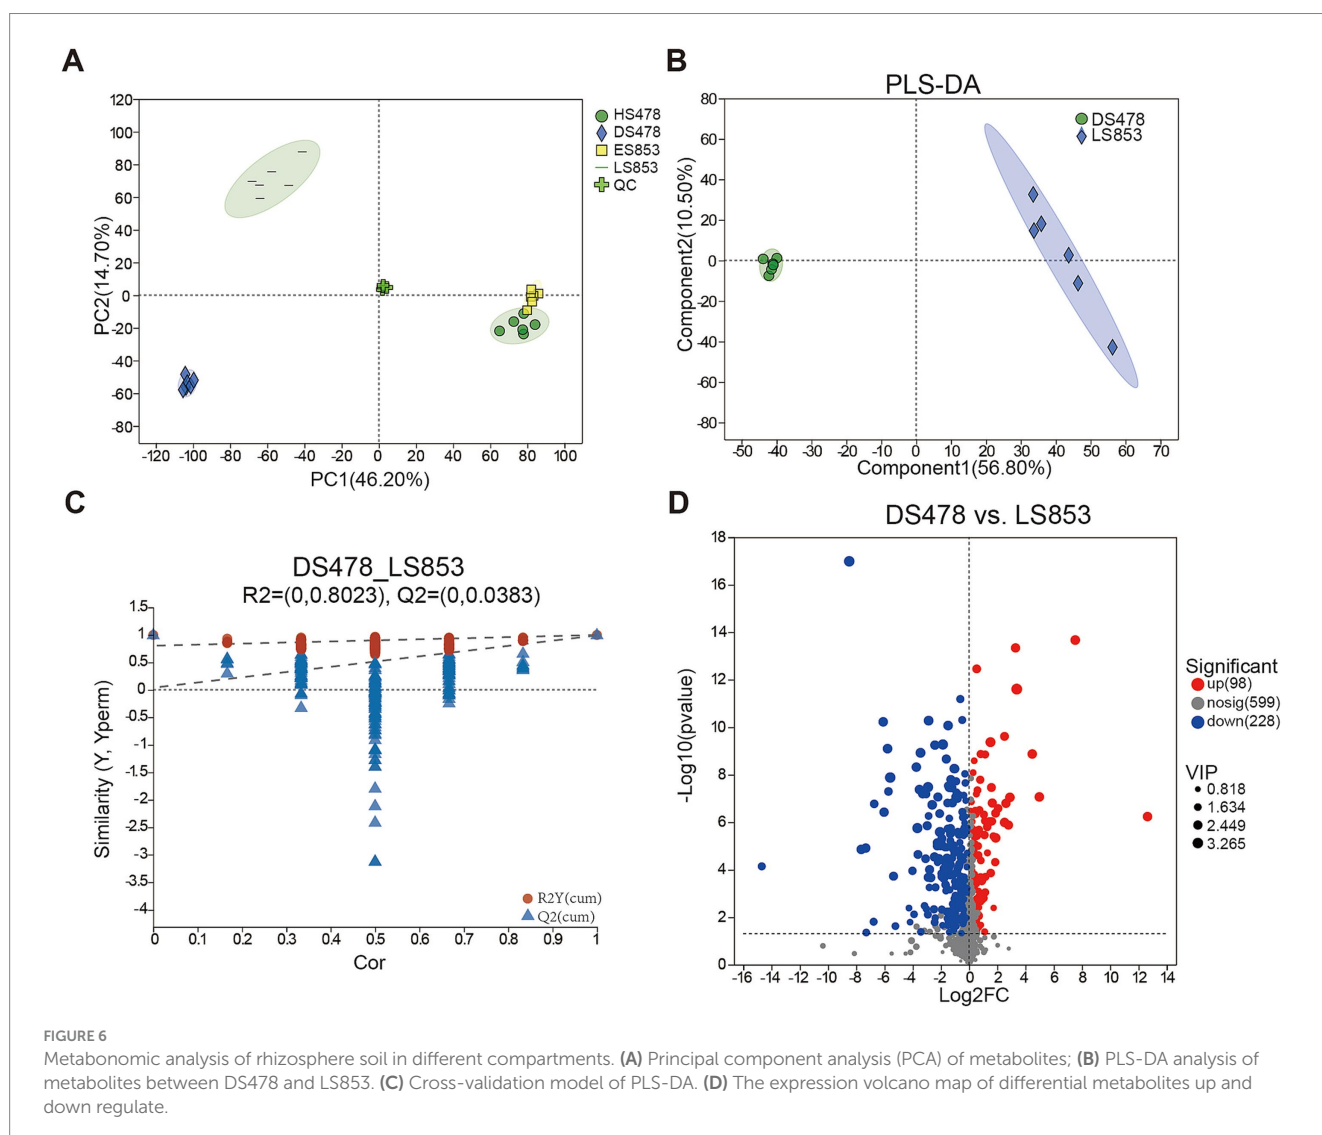 A
120
100
80
60
40
20
0
-20
-40
-60
-80
-120 -100 -80 -60 -40 -20 0 20 40 60 80 100
PC2(14.70%)
PC1(46.20%)
HS478
DS478
ES853
LS853
QC
B
PLS-DA
80
60
40
20
0
-20
-40
-60
-80
-50 -40 -30 -20 -10 0 10 20 30 40 50 60 70
Component2(10.50%)
Component1(56.80%)
DS478
LS853
C
DS478_LS853
R2=(0,0.8023), Q2=(0,0.0383)
1.5
1
0.5
0
-0.5
-1
-1.5
-2
-2.5
-3
-3.5
-4
0 0.1 0.2 0.3 0.4 0.5 0.6 0.7 0.8 0.9 1
Similarity (Y, Yperm)
Cor
R2Y(cum)
Q2(cum)
D
DS478 vs. LS853
18
16
14
12
10
8
6
4
2
0
-16 -14 -12 -10 -8 -6 -4 -2 0 2 4 6 8 10 12 14
-Log10(pvalue)
Log2FC
Significant
up(98)
nosig(599)
down(228)
VIP
0.818
1.634
2.449
3.265
FIGURE 6
Metabonomic analysis of rhizosphere soil in different compartments. (A) Principal component analysis (PCA) of metabolites; (B) PLS-DA analysis of
metabolites between DS478 and LS853. (C) Cross-validation model of PLS-DA. (D) The expression volcano map of differential metabolites up and
down regulate.